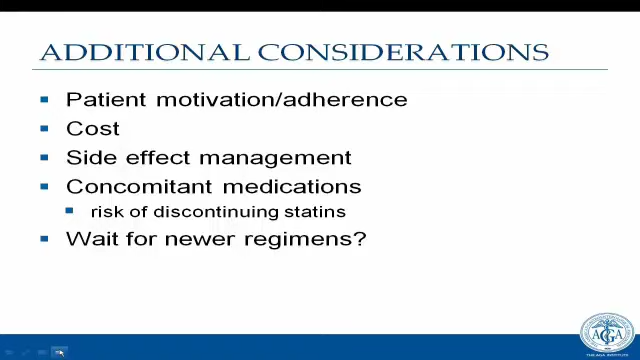 ADDITIONAL CONSIDERATIONS
Patient motivation/adherence
Cost
Side effect management
Concomitant medications
risk of discontinuing statins
Wait for newer regimens?
AGA
THE AGA INSTITUTE